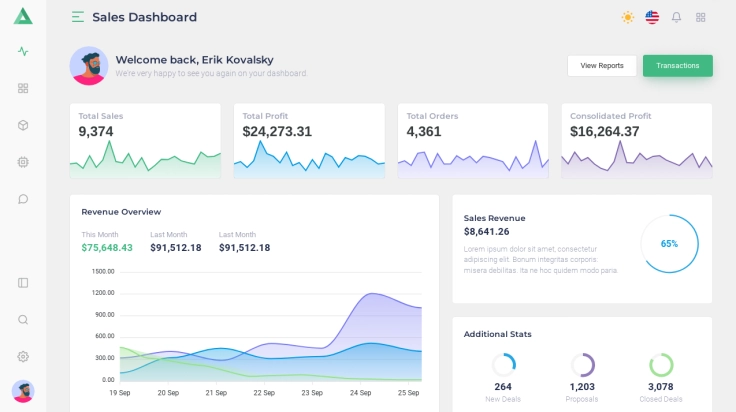 Sales Dashboard
Welcome back, Erik Kovalsky
We're very happy to see you again on your dashboard.
View Reports
Transactions
Total Sales
9,374
Total Profit
$24,273.31
Total Orders
4,361
Consolidated Profit
$16,264.37
Revenue Overview
This Month
$75,648.43
Last Month
$91,512.18
Last Month
$91,512.18
1500.00
1200.00
900.00
600.00
300.00
0.00
19 Sep
20 Sep
21 Sep
22 Sep
23 Sep
24 Sep
25 Sep
Sales Revenue
$8,641.26
Lorem ipsum dolor sit amet, consectetur
adipiscing elit. Bonum integritas corporis
misera debilitas. Ita ne hoc quidem modo paria.
65%
Additional Stats
264
New Deals
1,203
Proposals
3,078
Closed Deals